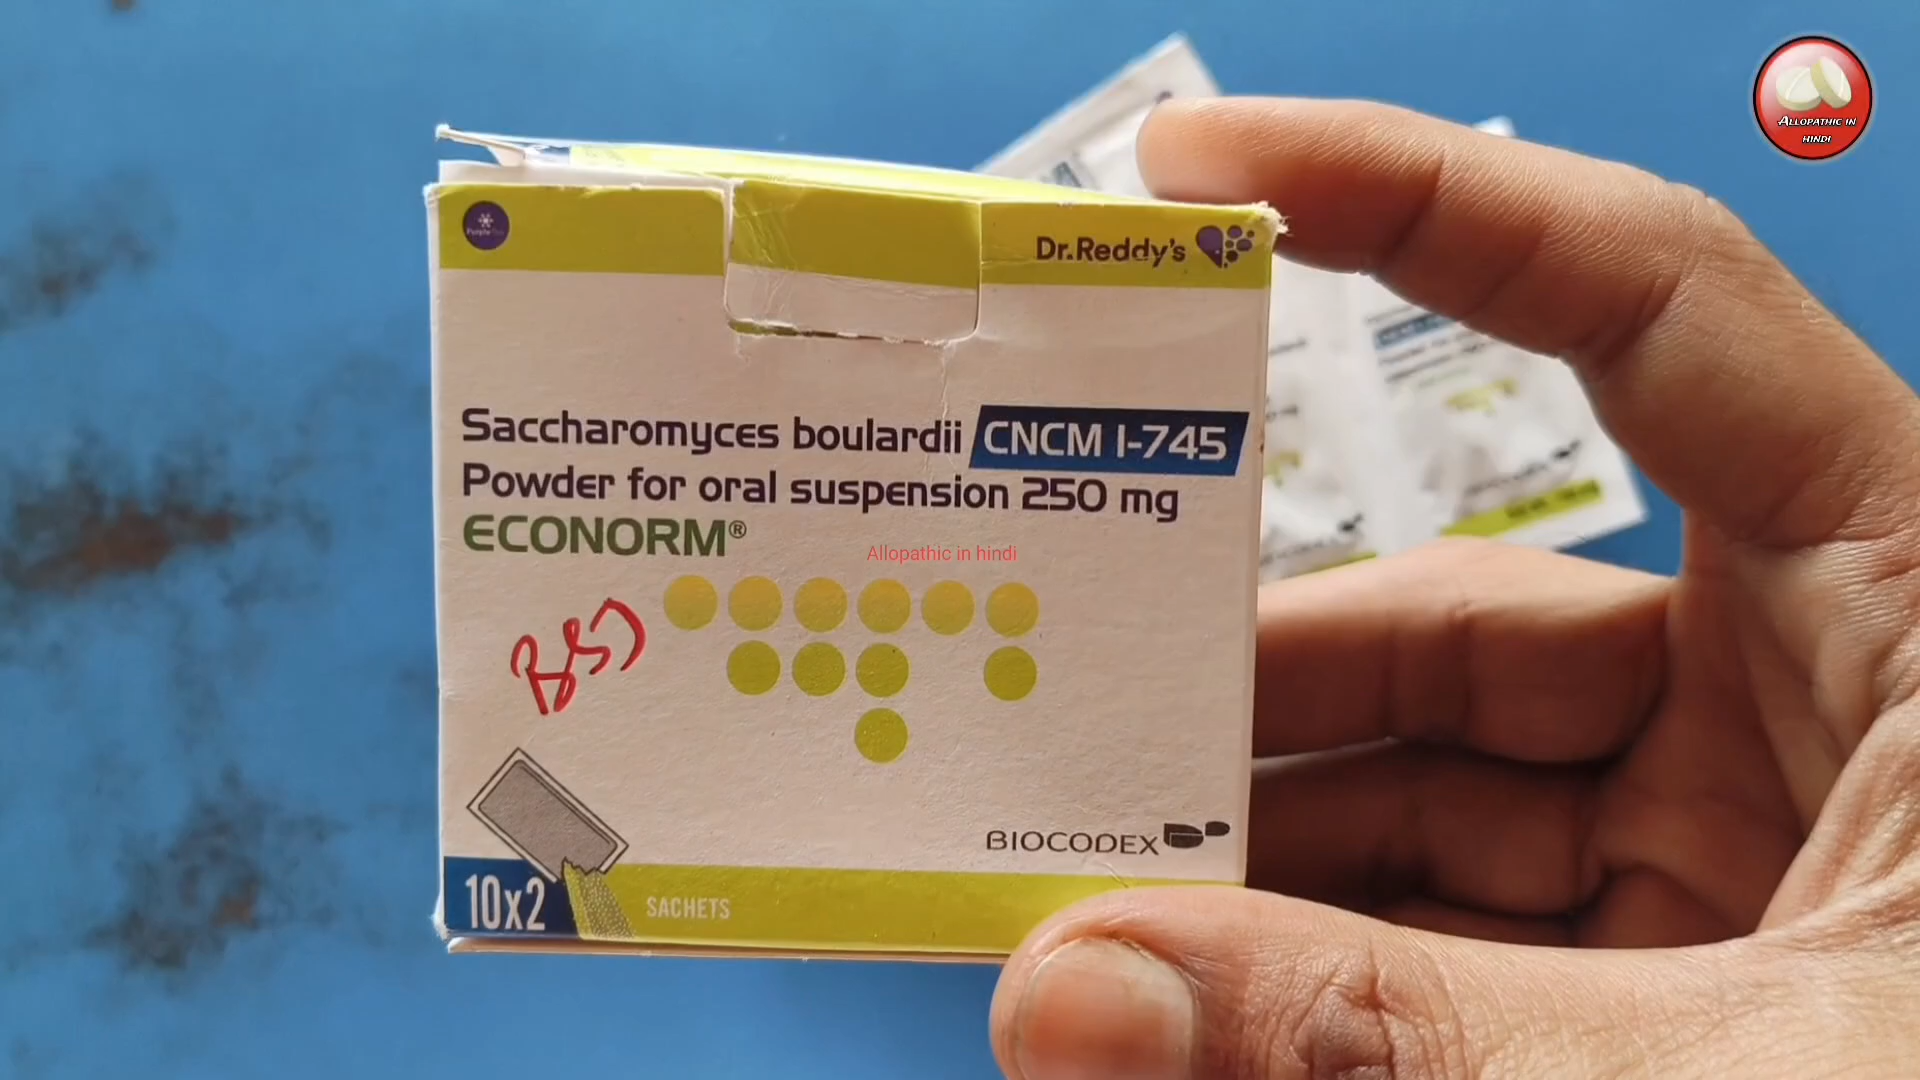 ALLOPATHIC IN
HINDI
Dr.Reddy's
Saccharomyces boulardii CNCM I-745
Powder for oral suspension 250 mg
ECONORM®
Allopathic in hindi
BIOCODEX
10x2 SACHETS